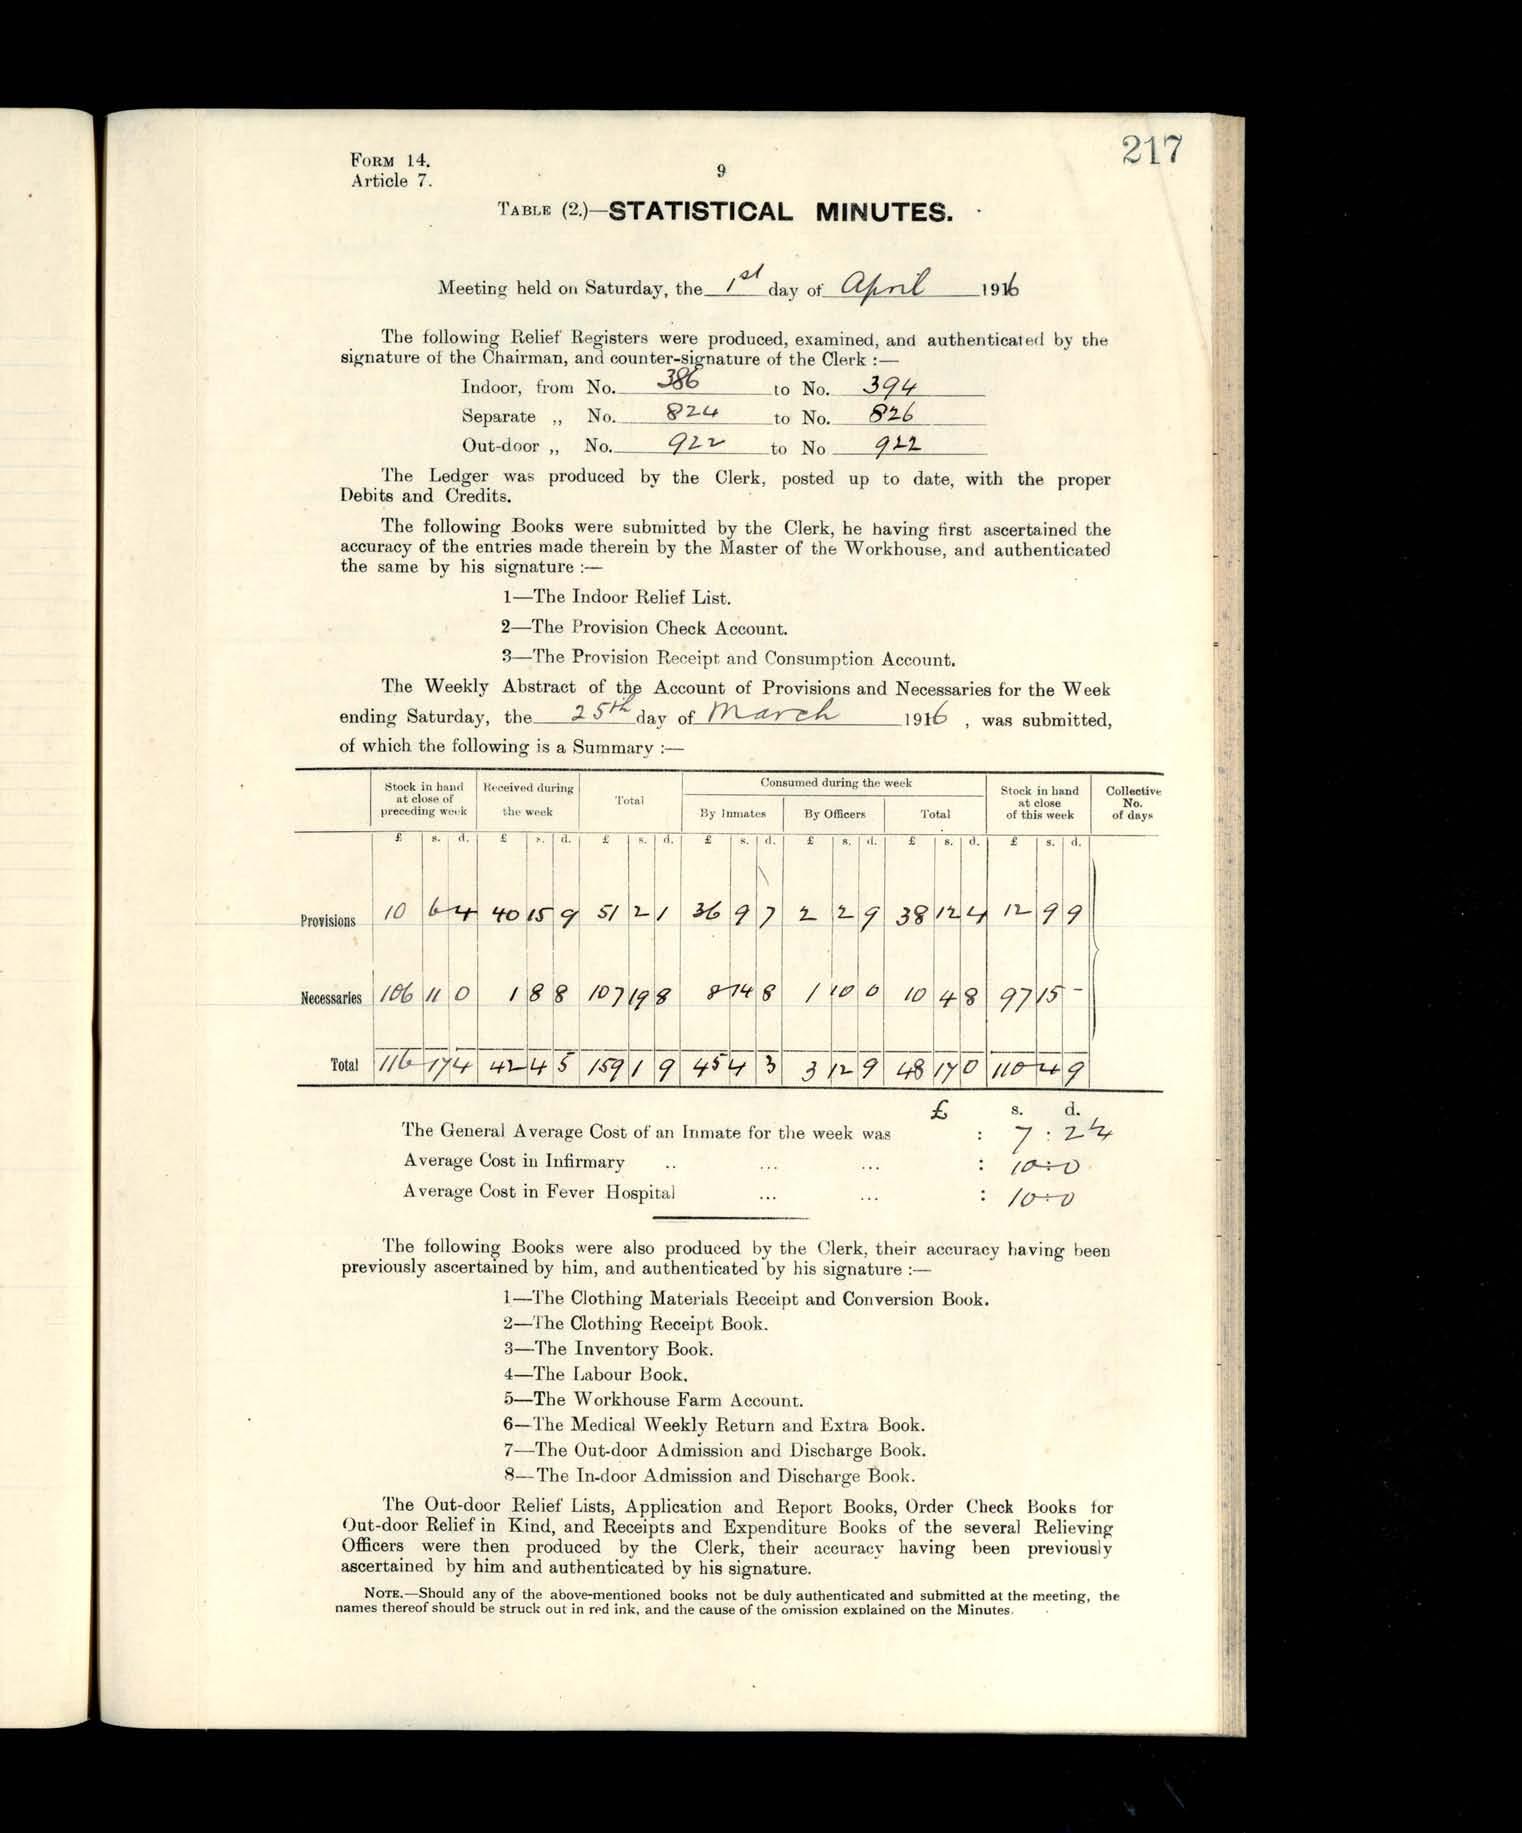 217
FORM 14.
Article 7.
9
TABLE (2.)—STATISTICAL MINUTES.
Meeting held on Saturday, the 1st day of April 1916
The following Relief Registers were produced, examined, and authenticated by the
signature of the Chairman, and counter-signature of the Clerk :—
Indoor, from No. 386 to No. 394
Separate ,, No. 824 to No. 826
Out-door ,, No. 922 to No 922
The Ledger was produced by the Clerk, posted up to date, with the proper
Debits and Credits.
The following Books were submitted by the Clerk, he having first ascertained the
accuracy of the entries made therein by the Master of the Workhouse, and authenticated
the same by his signature :—
1—The Indoor Relief List.
2—The Provision Check Account.
3—The Provision Receipt and Consumption Account.
The Weekly Abstract of the Account of Provisions and Necessaries for the Week
ending Saturday, the 25th day of March 1916 , was submitted,
of which the following is a Summary :—
Stock in hand at close of preceding week | Received during the week | Total | Consumed during the week | By Inmates | By Officers | Total | Stock in hand at close of this week | Collective No. of days
£ s. d. £ s. d. £ s. d. £ s. d. £ s. d. £ s. d. £ s. d.
Provisions 10 6 4 40 15 9 51 2 1 36 9 7 2 2 9 38 12 4 12 9 9
Necessaries 106 11 0 1 8 8 107 19 8 8 14 8 1 10 0 10 4 8 97 15 -
Total 116 17 4 42 4 5 159 1 9 45 4 3 3 12 9 48 17 0 110 4 9
£ s. d.
The General Average Cost of an Inmate for the week was : 7 : 2¼
Average Cost in Infirmary .. ... ... : 10 : 0
Average Cost in Fever Hospital ... ... : 10 : 0
The following Books were also produced by the Clerk, their accuracy having been
previously ascertained by him, and authenticated by his signature :—
1—The Clothing Materials Receipt and Conversion Book.
2—The Clothing Receipt Book.
3—The Inventory Book.
4—The Labour Book.
5—The Workhouse Farm Account.
6—The Medical Weekly Return and Extra Book.
7—The Out-door Admission and Discharge Book.
8—The In-door Admission and Discharge Book.
The Out-door Relief Lists, Application and Report Books, Order Check Books for
Out-door Relief in Kind, and Receipts and Expenditure Books of the several Relieving
Officers were then produced by the Clerk, their accuracy having been previously
ascertained by him and authenticated by his signature.
NOTE.—Should any of the above-mentioned books not be duly authenticated and submitted at the meeting, the
names thereof should be struck out in red ink, and the cause of the omission explained on the Minutes.